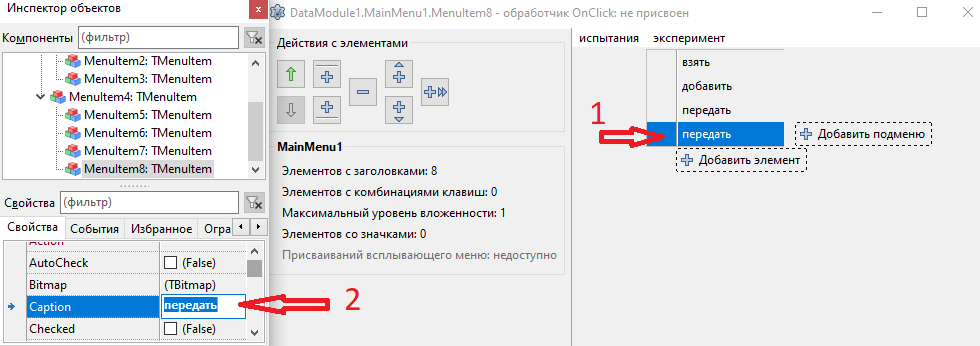 Инспектор объектов
Компоненты (фильтр)
MenuItem2: TMenuItem
MenuItem3: TMenuItem
MenuItem4: TMenuItem
MenuItem5: TMenuItem
MenuItem6: TMenuItem
MenuItem7: TMenuItem
MenuItem8: TMenuItem
Свойства (фильтр)
Свойства События Избранное Огра
Action
AutoCheck (False)
Bitmap (TBitmap)
Caption передать
Checked (False)
2
DataModule1.MainMenu1.MenuItem8 - обработчик OnClick: не присвоен
Действия с элементами
MainMenu1
Элементов с заголовками: 8
Элементов с комбинациями клавиш: 0
Максимальный уровень вложенности: 1
Элементов со значками: 0
Присваиваний всплывающего меню: недоступно
испытания эксперимент
взять
добавить
передать
1
передать Добавить подменю
Добавить элемент